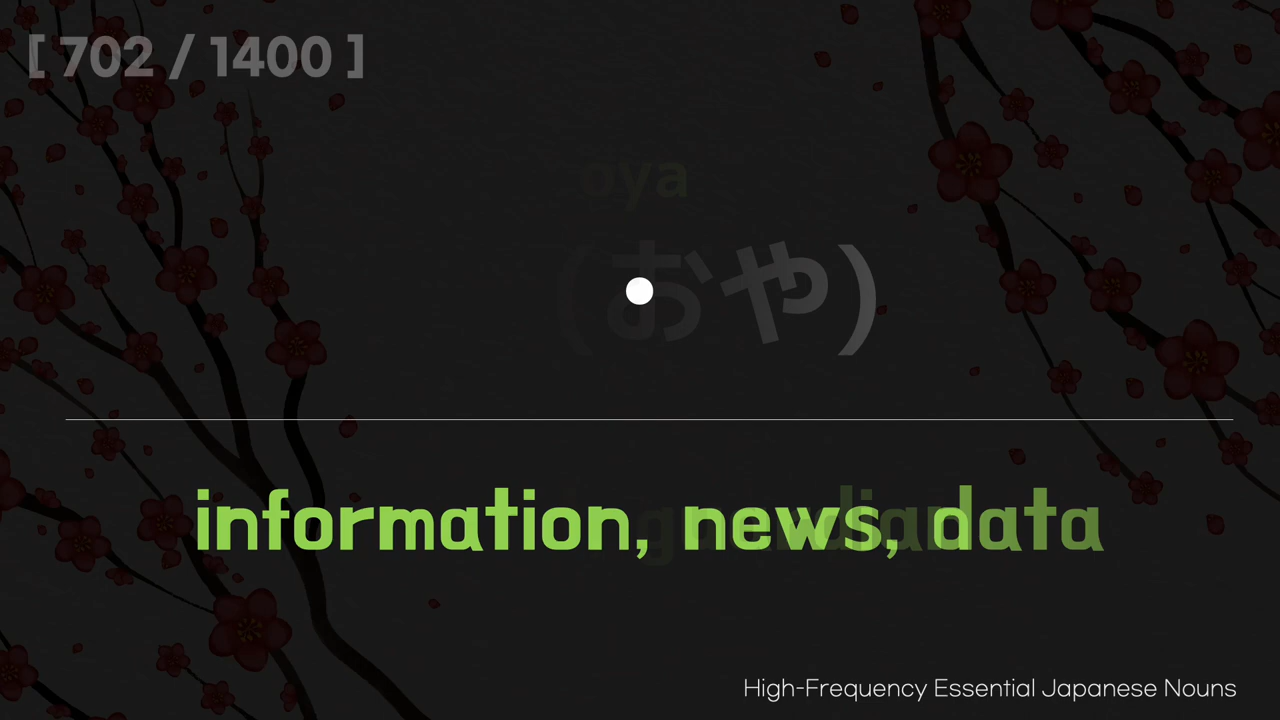 [ 702 / 1400 ]
oya
(おや)
information, news, data
High-Frequency Essential Japanese Nouns